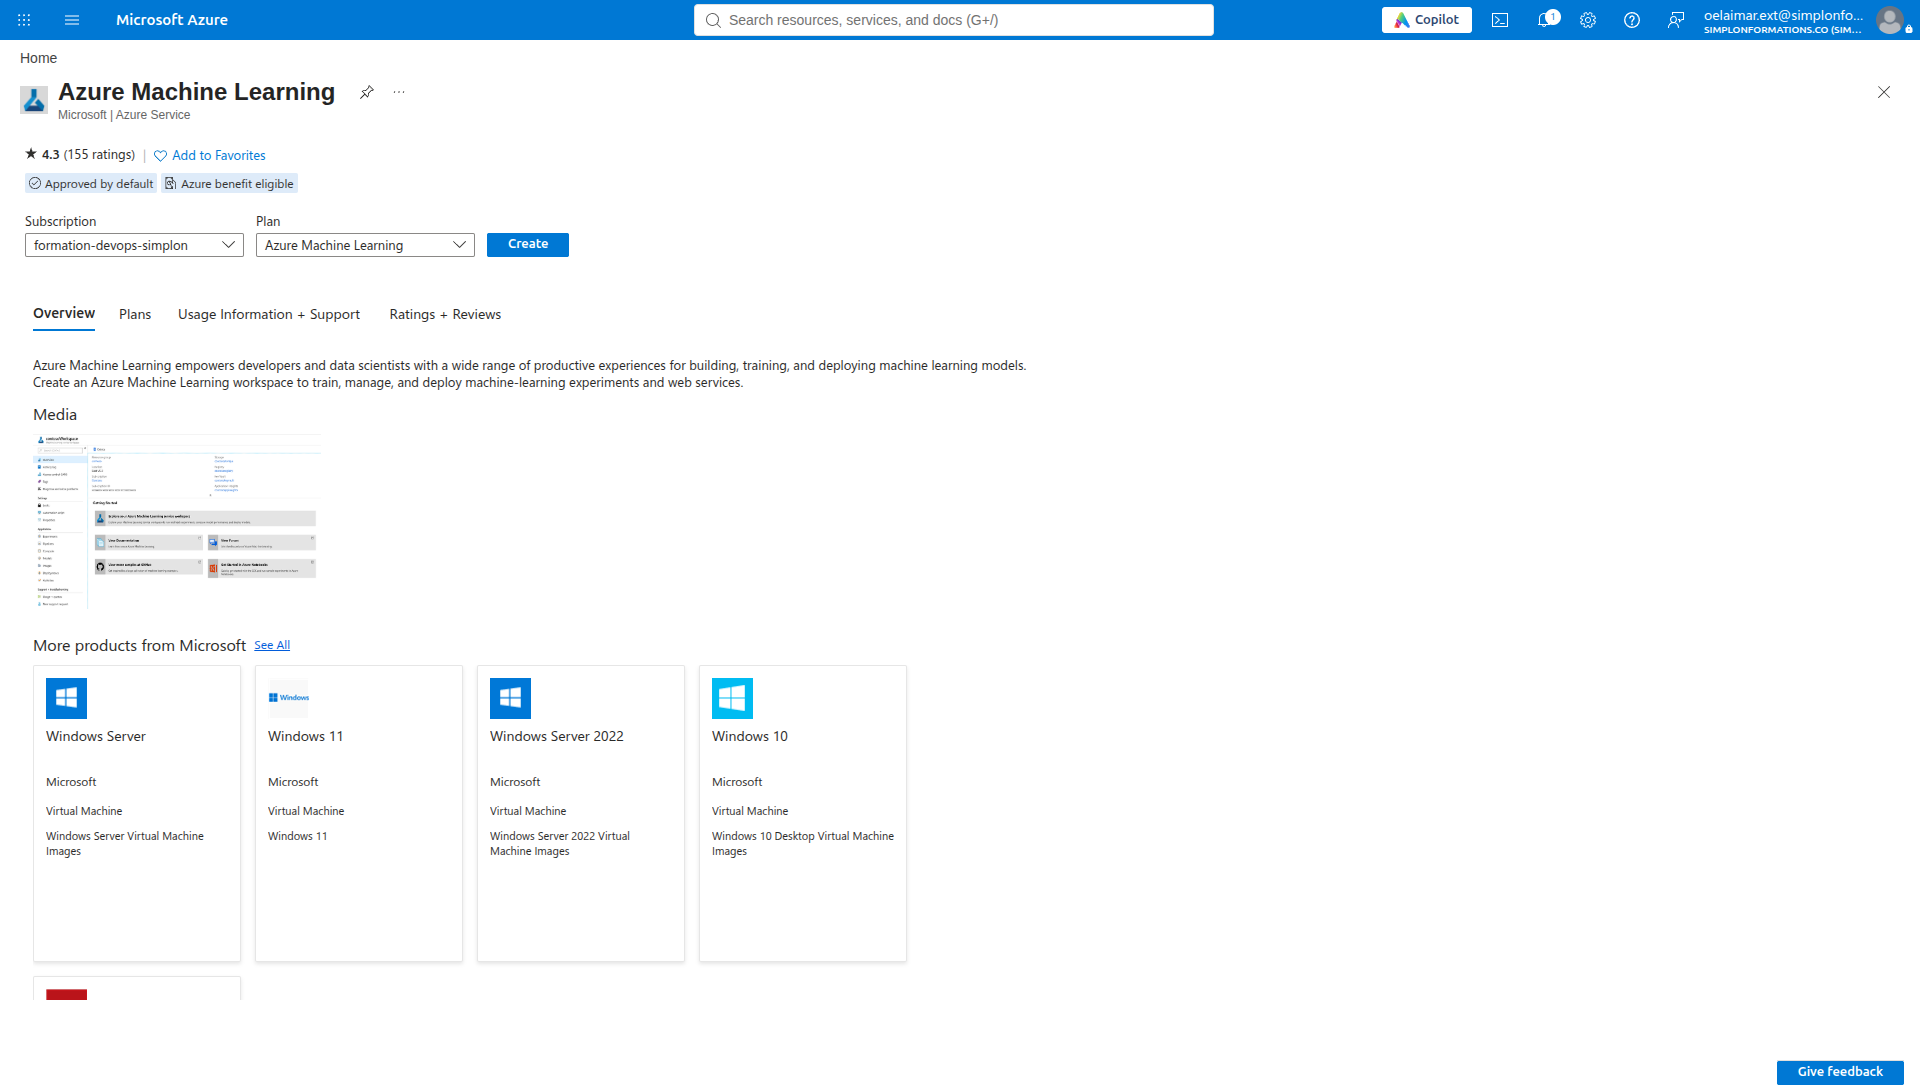 Microsoft Azure
Search resources, services, and docs (G+/)
Copilot
1
oelaimar.ext@simplonfo...
SIMPLONFORMATIONS.CO (SIM...
Home
Azure Machine Learning
...
Microsoft | Azure Service
4.3 (155 ratings) | Add to Favorites
Approved by default
Azure benefit eligible
Subscription
Plan
formation-devops-simplon
Azure Machine Learning
Create
Overview
Plans
Usage Information + Support
Ratings + Reviews
Azure Machine Learning empowers developers and data scientists with a wide range of productive experiences for building, training, and deploying machine learning models.
Create an Azure Machine Learning workspace to train, manage, and deploy machine-learning experiments and web services.
Media
More products from Microsoft See All
Windows Server
Microsoft
Virtual Machine
Windows Server Virtual Machine
Images
Windows
Windows 11
Microsoft
Virtual Machine
Windows 11
Windows Server 2022
Microsoft
Virtual Machine
Windows Server 2022 Virtual
Machine Images
Windows 10
Microsoft
Virtual Machine
Windows 10 Desktop Virtual Machine
Images
Give feedback